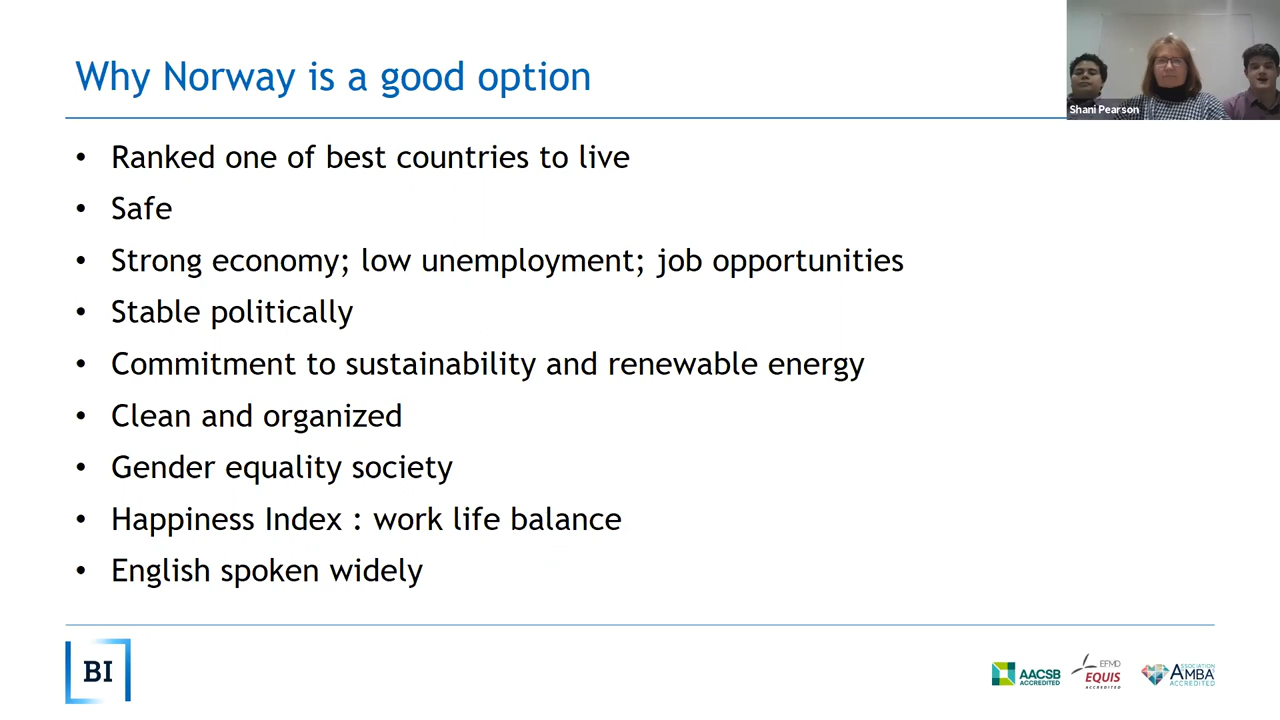 Why Norway is a good option
Shani Pearson
• Ranked one of best countries to live
• Safe
• Strong economy; low unemployment; job opportunities
• Stable politically
• Commitment to sustainability and renewable energy
• Clean and organized
• Gender equality society
• Happiness Index : work life balance
• English spoken widely
BI
AACSB
ACCREDITED
EFMD
EQUIS
ACCREDITED
ASSOCIATION
AMBA
ACCREDITED